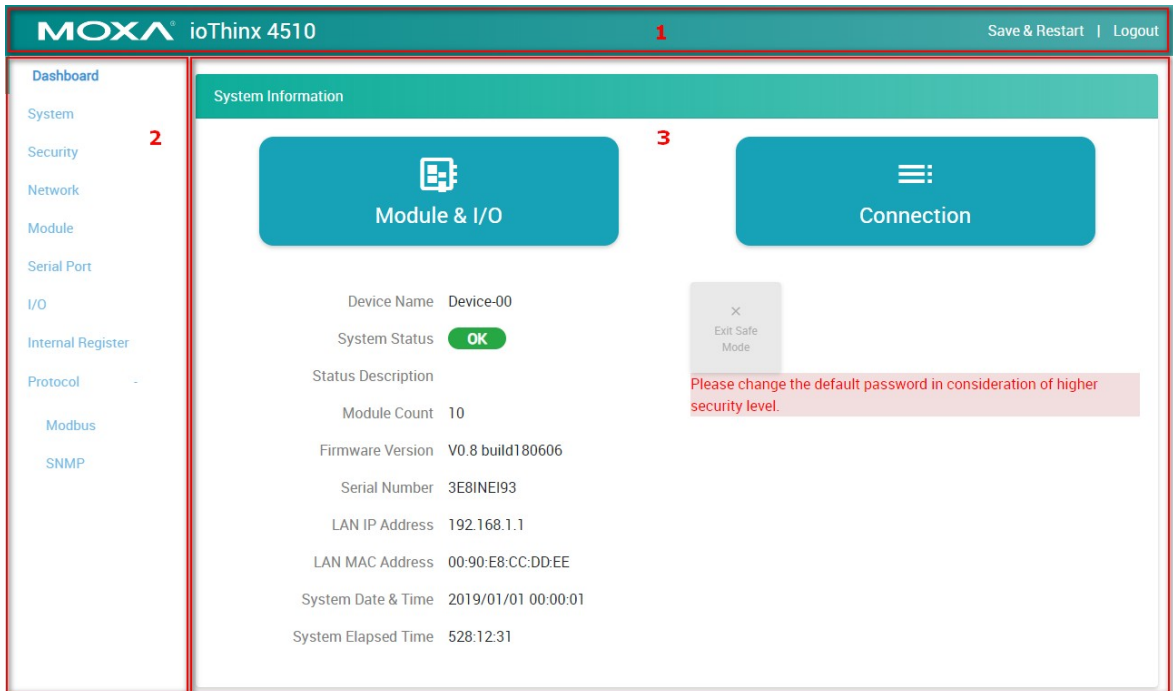 MOXA® ioThinx 4510
1
Save & Restart | Logout
Dashboard
System
Security
Network
Module
Serial Port
I/O
Internal Register
Protocol -
Modbus
SNMP
2
System Information
3
Module & I/O
Connection
Device Name Device-00
System Status OK
Status Description
Module Count 10
Firmware Version V0.8 build180606
Serial Number 3E8INEI93
LAN IP Address 192.168.1.1
LAN MAC Address 00:90:E8:CC:DD:EE
System Date & Time 2019/01/01 00:00:01
System Elapsed Time 528:12:31
×
Exit Safe
Mode
Please change the default password in consideration of higher
security level.